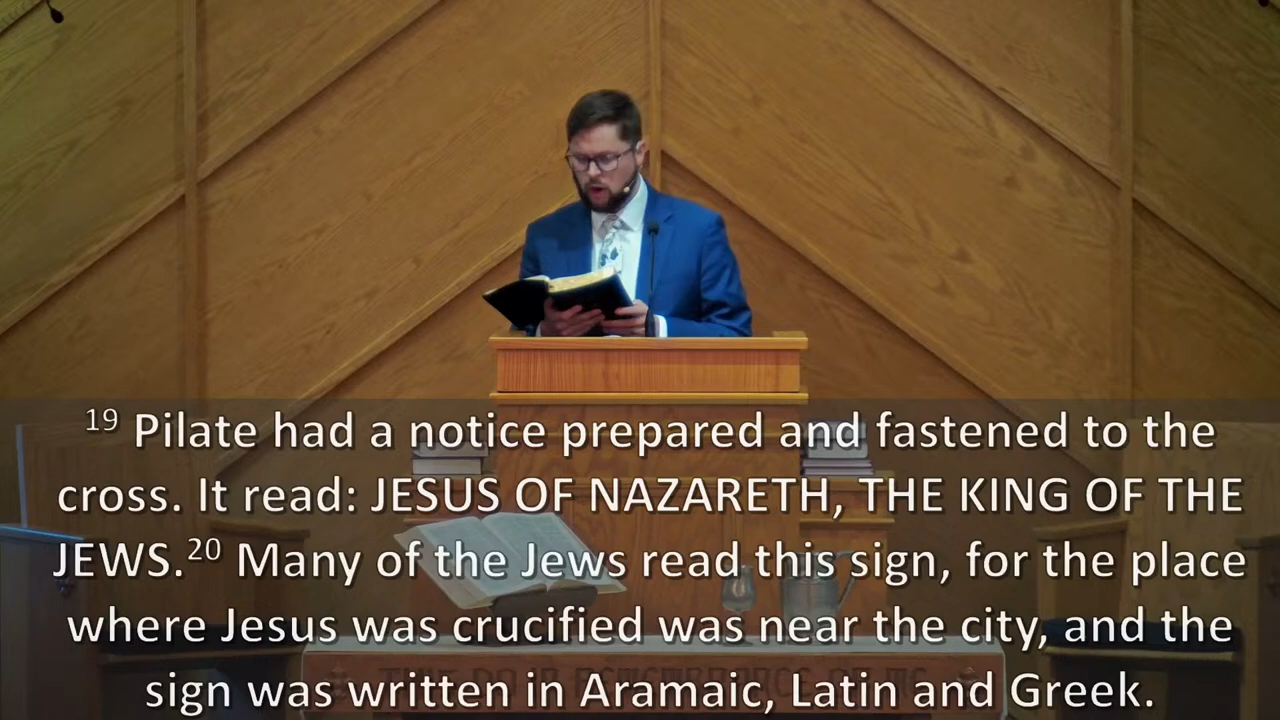 ¹⁹ Pilate had a notice prepared and fastened to the
cross. It read: JESUS OF NAZARETH, THE KING OF THE
JEWS.²⁰ Many of the Jews read this sign, for the place
where Jesus was crucified was near the city, and the
sign was written in Aramaic, Latin and Greek.